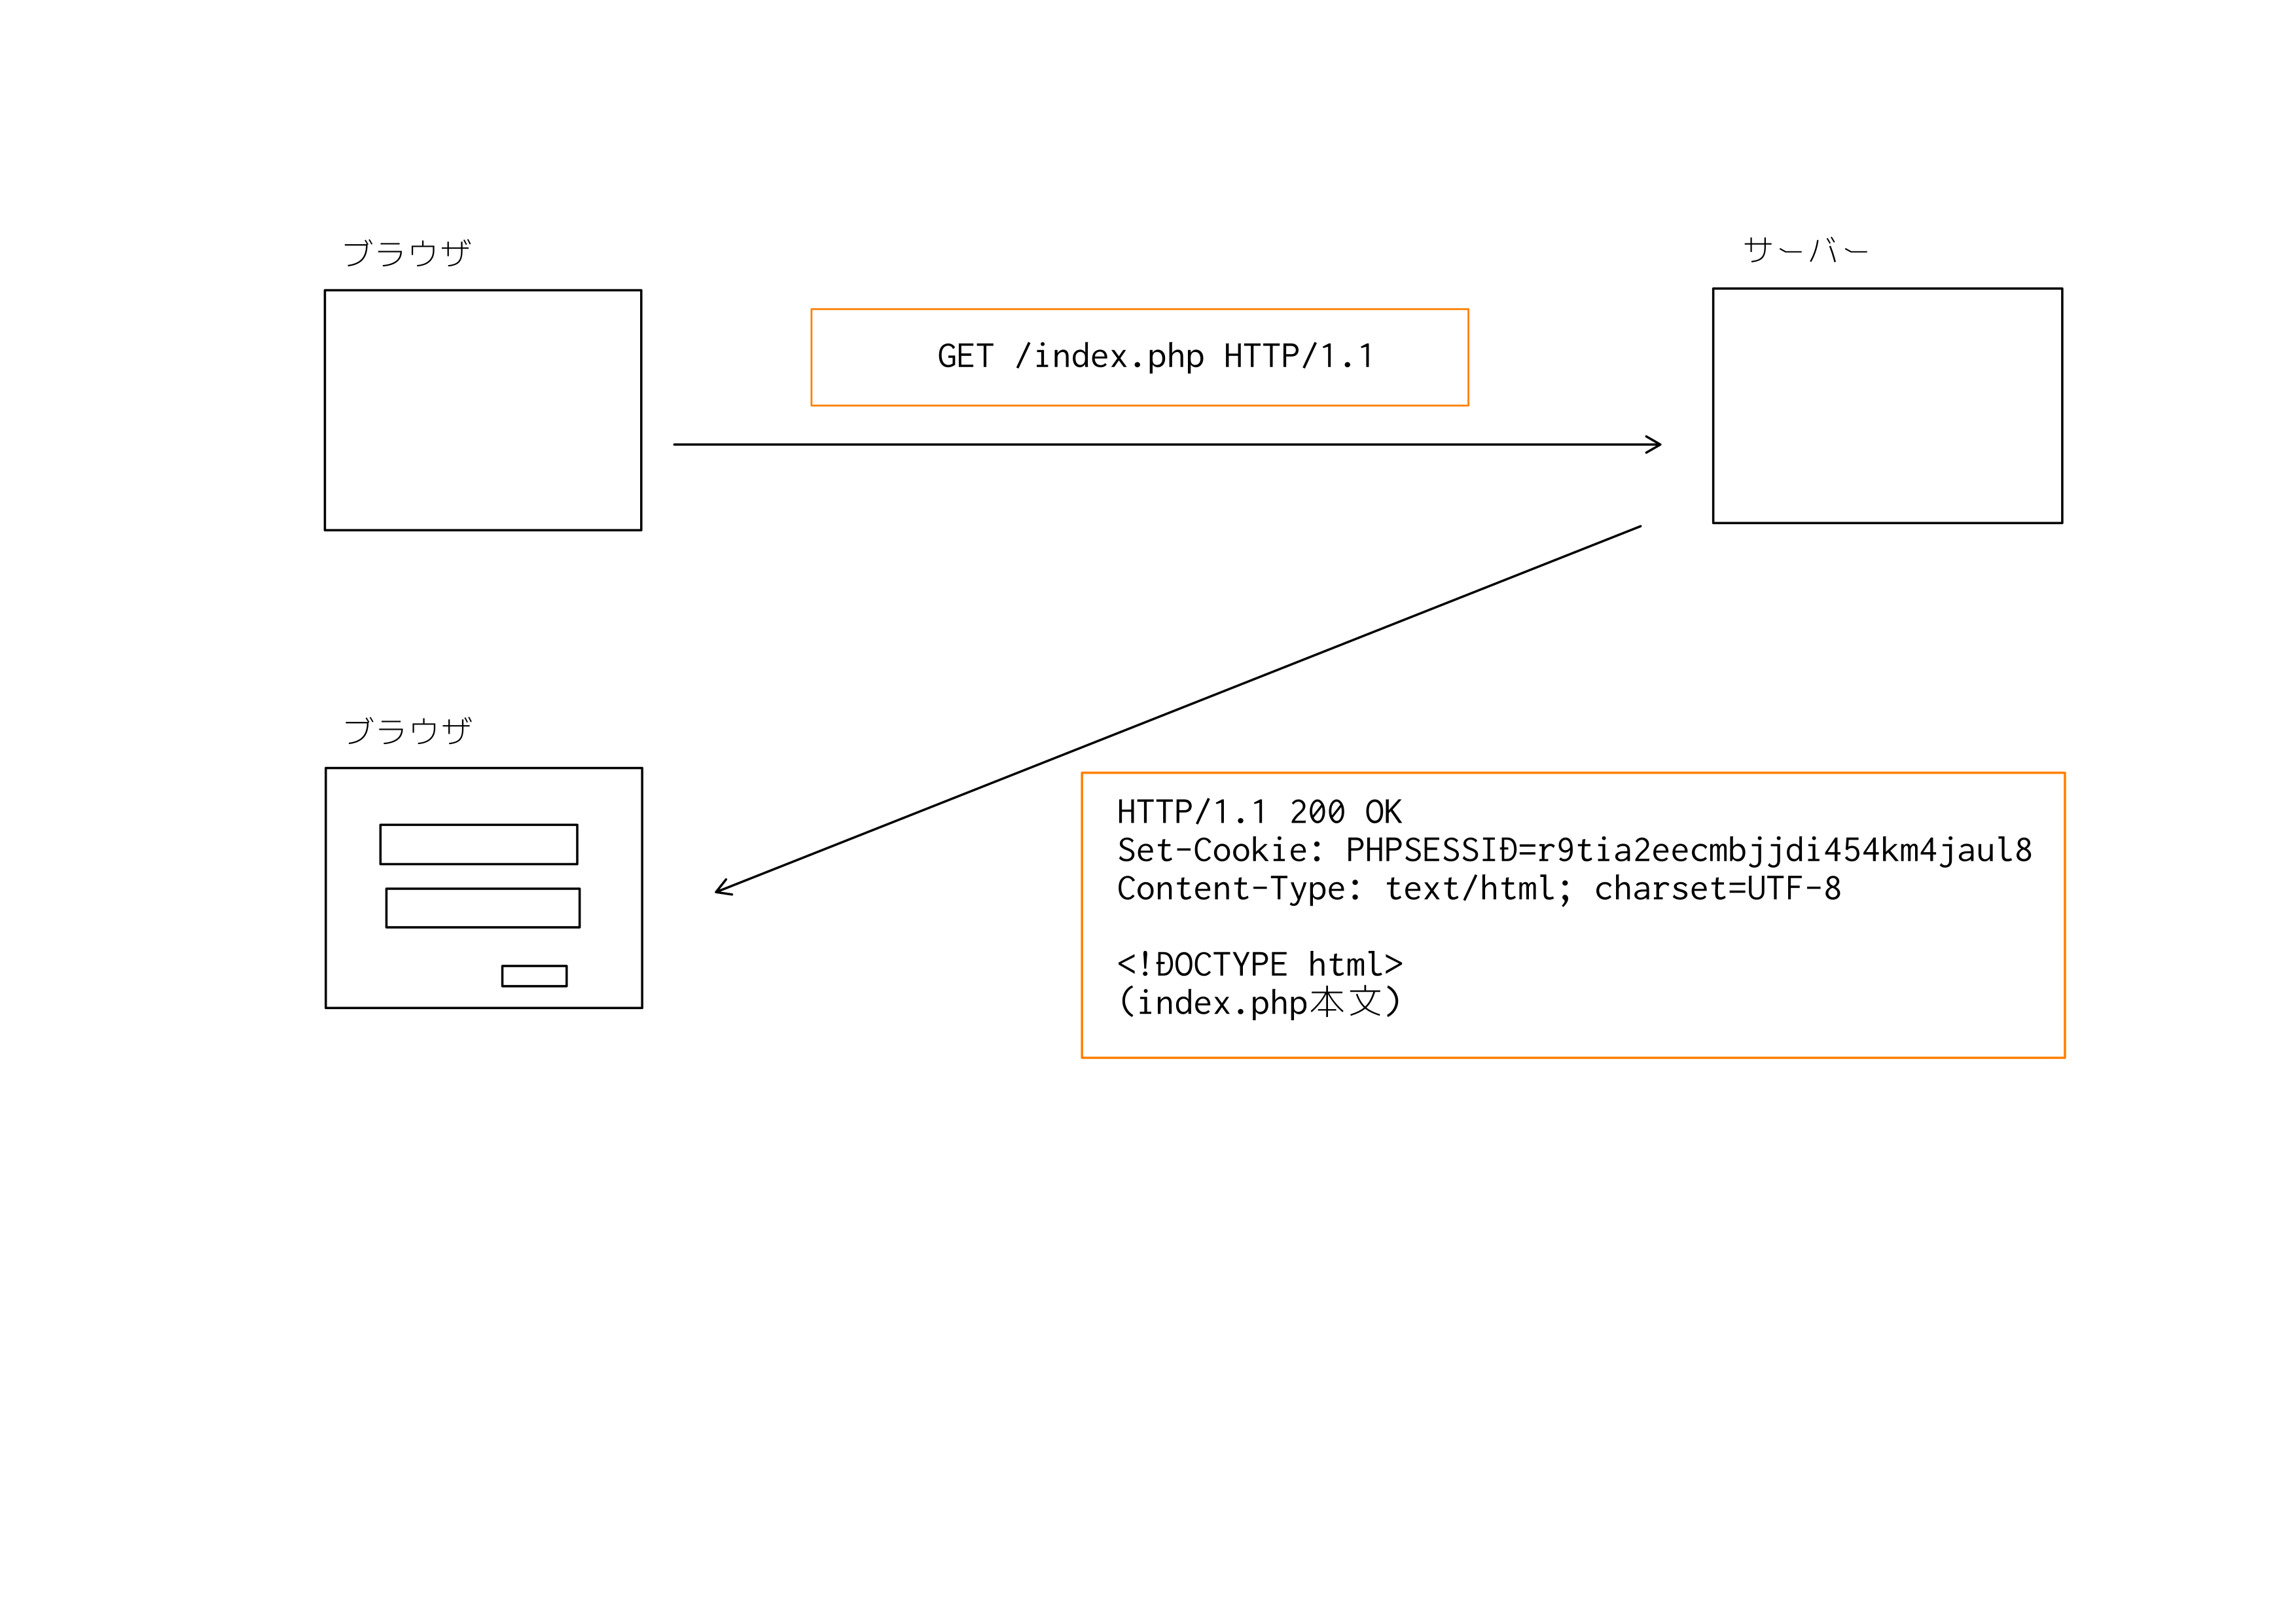 ブラウザ
サーバー
GET /index.php HTTP/1.1
ブラウザ
HTTP/1.1 200 OK
Set-Cookie: PHPSESSID=r9tia2eecmbjjdi454km4jaul8
Content-Type: text/html; charset=UTF-8
<!DOCTYPE html>
(index.php本文)